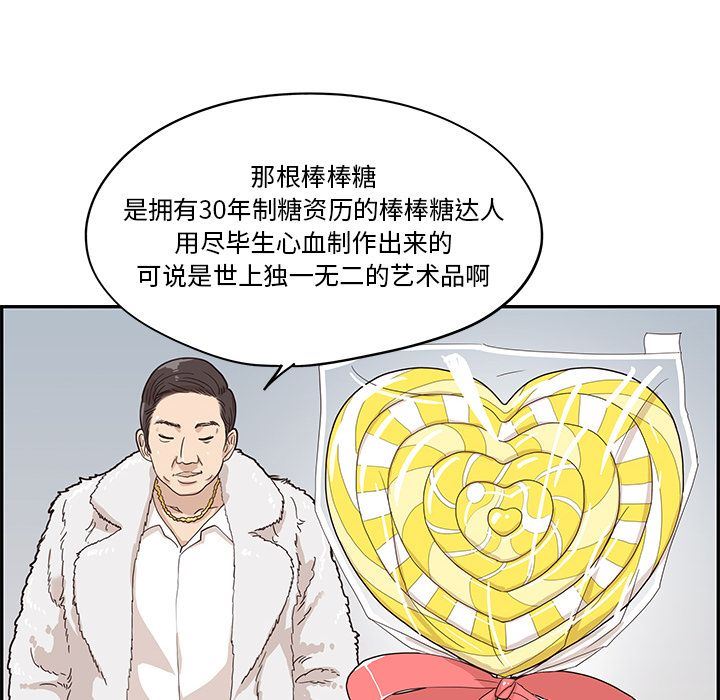 那根棒棒糖
是拥有30年制糖资历的棒棒糖达人
用尽毕生心血制作出来的
可说是世上独一无二的艺术品啊